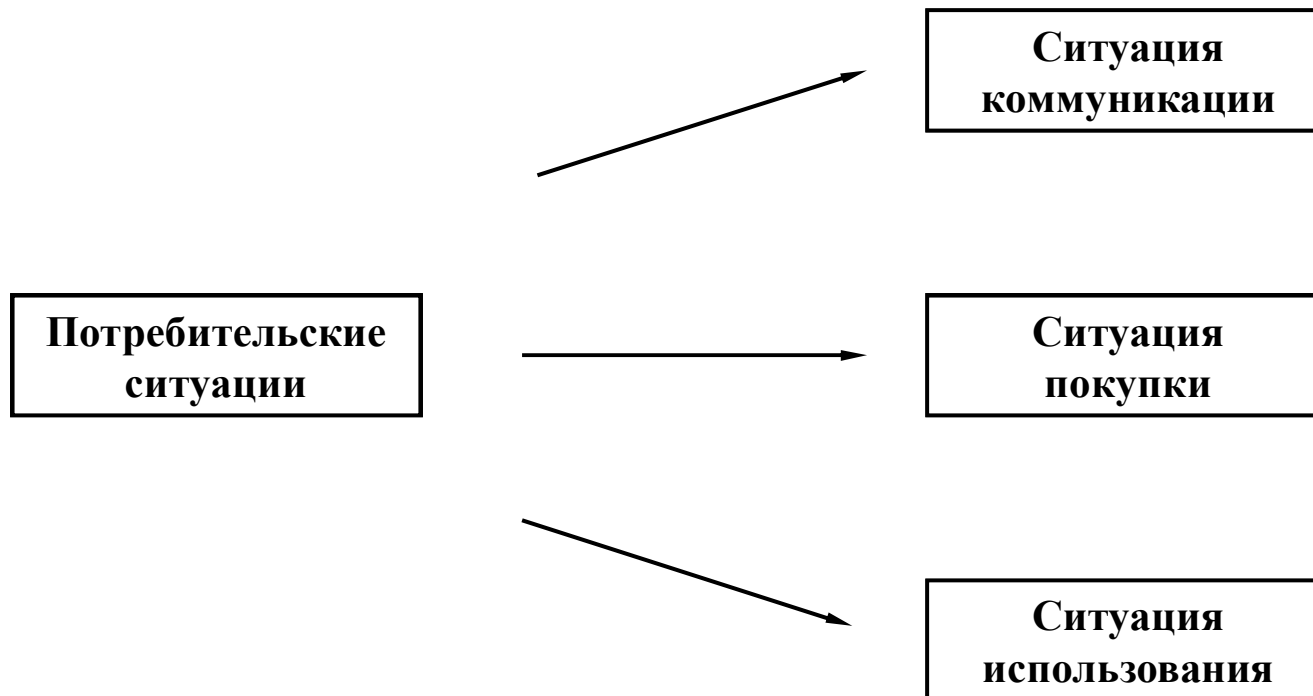 Ситуация
коммуникации
Потребительские
ситуации
Ситуация
покупки
Ситуация
использования